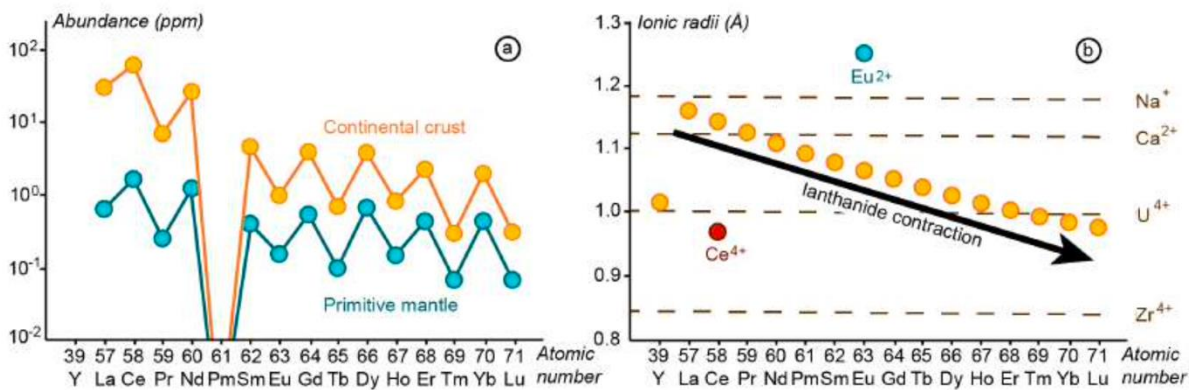 Abundance (ppm)
a
10²
10¹
10⁰
10⁻¹
10⁻²
Continental crust
Primitive mantle
39 57 58 59 60 61 62 63 64 65 66 67 68 69 70 71 Atomic
Y La Ce Pr Nd Pm Sm Eu Gd Tb Dy Ho Er Tm Yb Lu number
Ionic radii (Å)
b
1.3
1.2
1.1
1.0
0.9
0.8
Eu²⁺
Na⁺
Ca²⁺
lanthanide contraction
U⁴⁺
Ce⁴⁺
Zr⁴⁺
39 57 58 59 60 61 62 63 64 65 66 67 68 69 70 71 Atomic
Y La Ce Pr Nd Pm Sm Eu Gd Tb Dy Ho Er Tm Yb Lu number